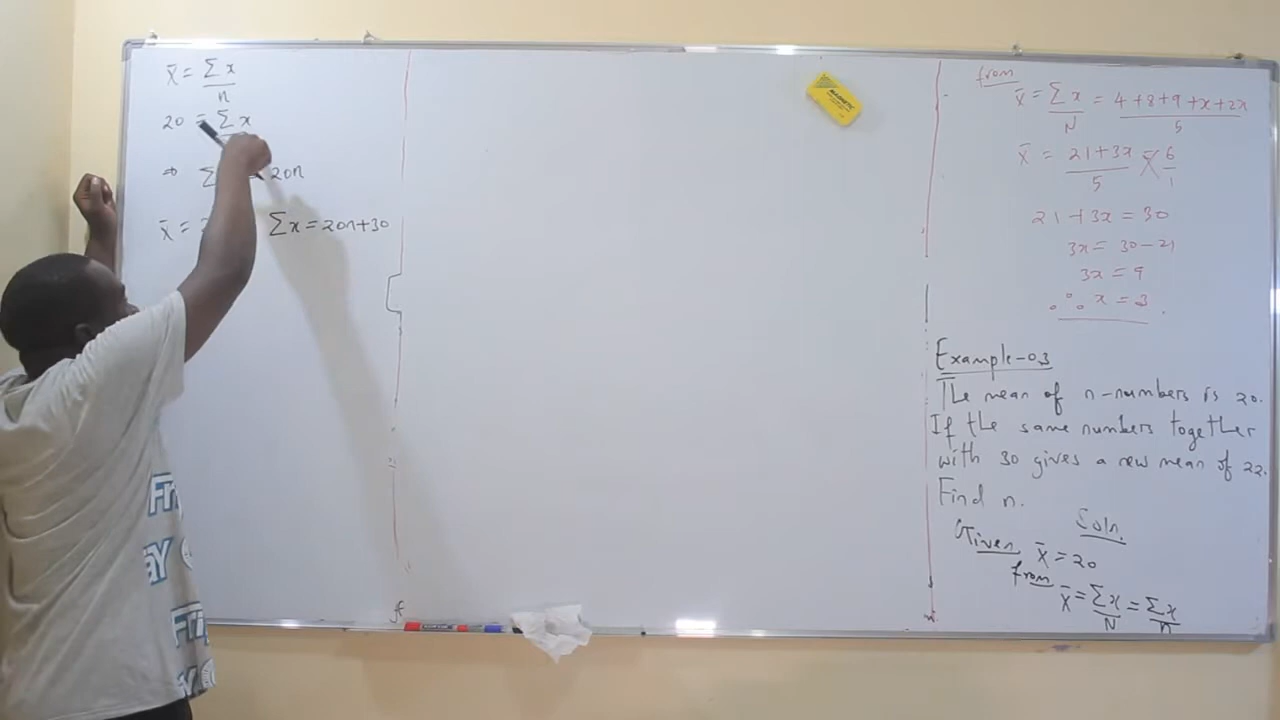 x̄ = Σx/n
20 = Σx
⇒ Σ 20n
x̄ = 2 Σx = 20n+30
from
x̄ = Σx/N = 4+8+9+x+2x/5
x̄ = 21+3x/5 = 6/1
21+3x = 30
3x = 30-21
3x = 9
∴ x = 3.
Example-03
The mean of n-numbers is 20.
If the same numbers together
with 30 gives a new mean of 22.
Find n.
Soln.
Given x̄ = 20
from x̄ = Σx/N = Σx/n
MAGNETIC